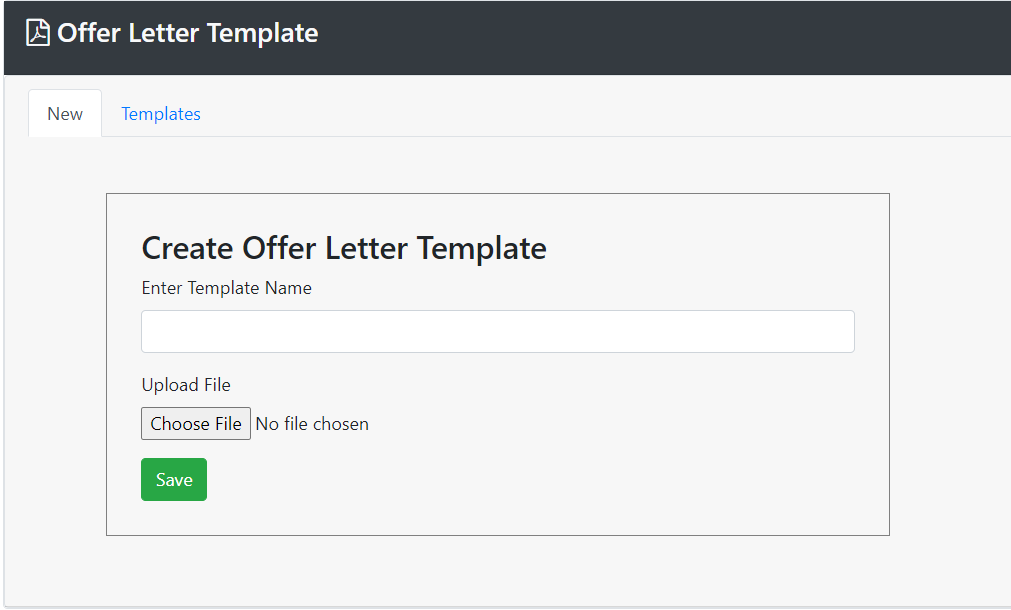 Offer Letter Template
New Templates
Create Offer Letter Template
Enter Template Name
Upload File
Choose File No file chosen
Save